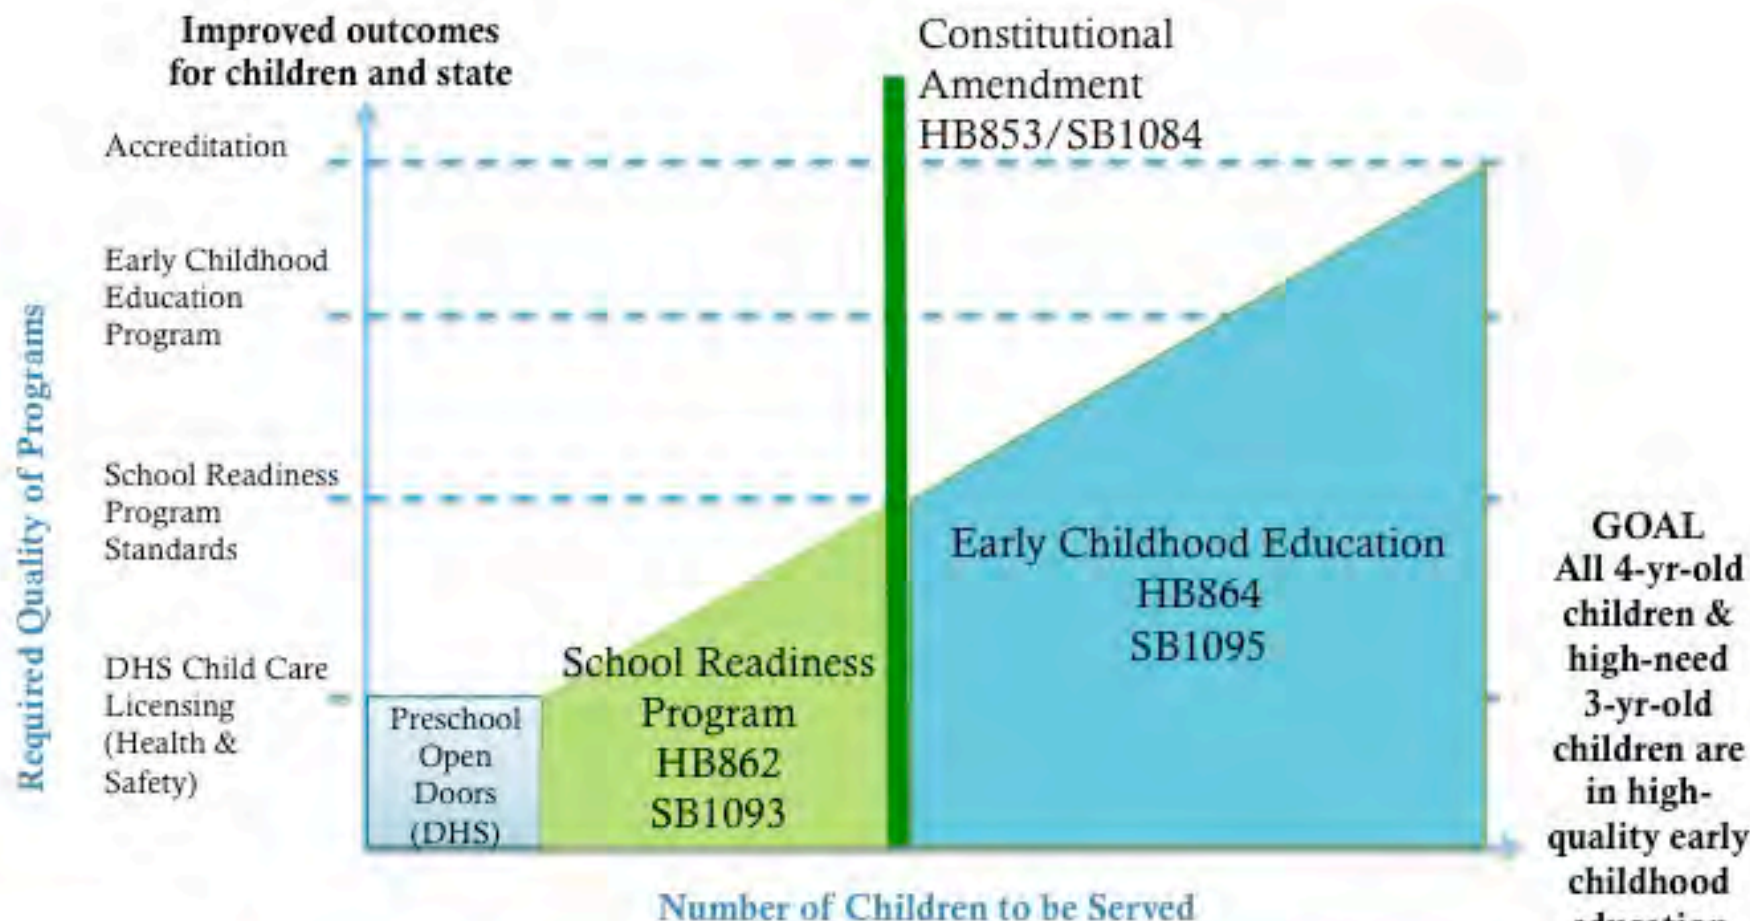 Improved outcomes
for children and state
Constitutional
Amendment
HB853/SB1084
Accreditation
Early Childhood
Education
Program
School Readiness
Program
Standards
DHS Child Care
Licensing
(Health &
Safety)
Required Quality of Programs
Preschool
Open
Doors
(DHS)
School Readiness
Program
HB862
SB1093
Early Childhood Education
HB864
SB1095
GOAL
All 4-yr-old
children &
high-need
3-yr-old
children are
in high-
quality early
childhood
education
Number of Children to be Served